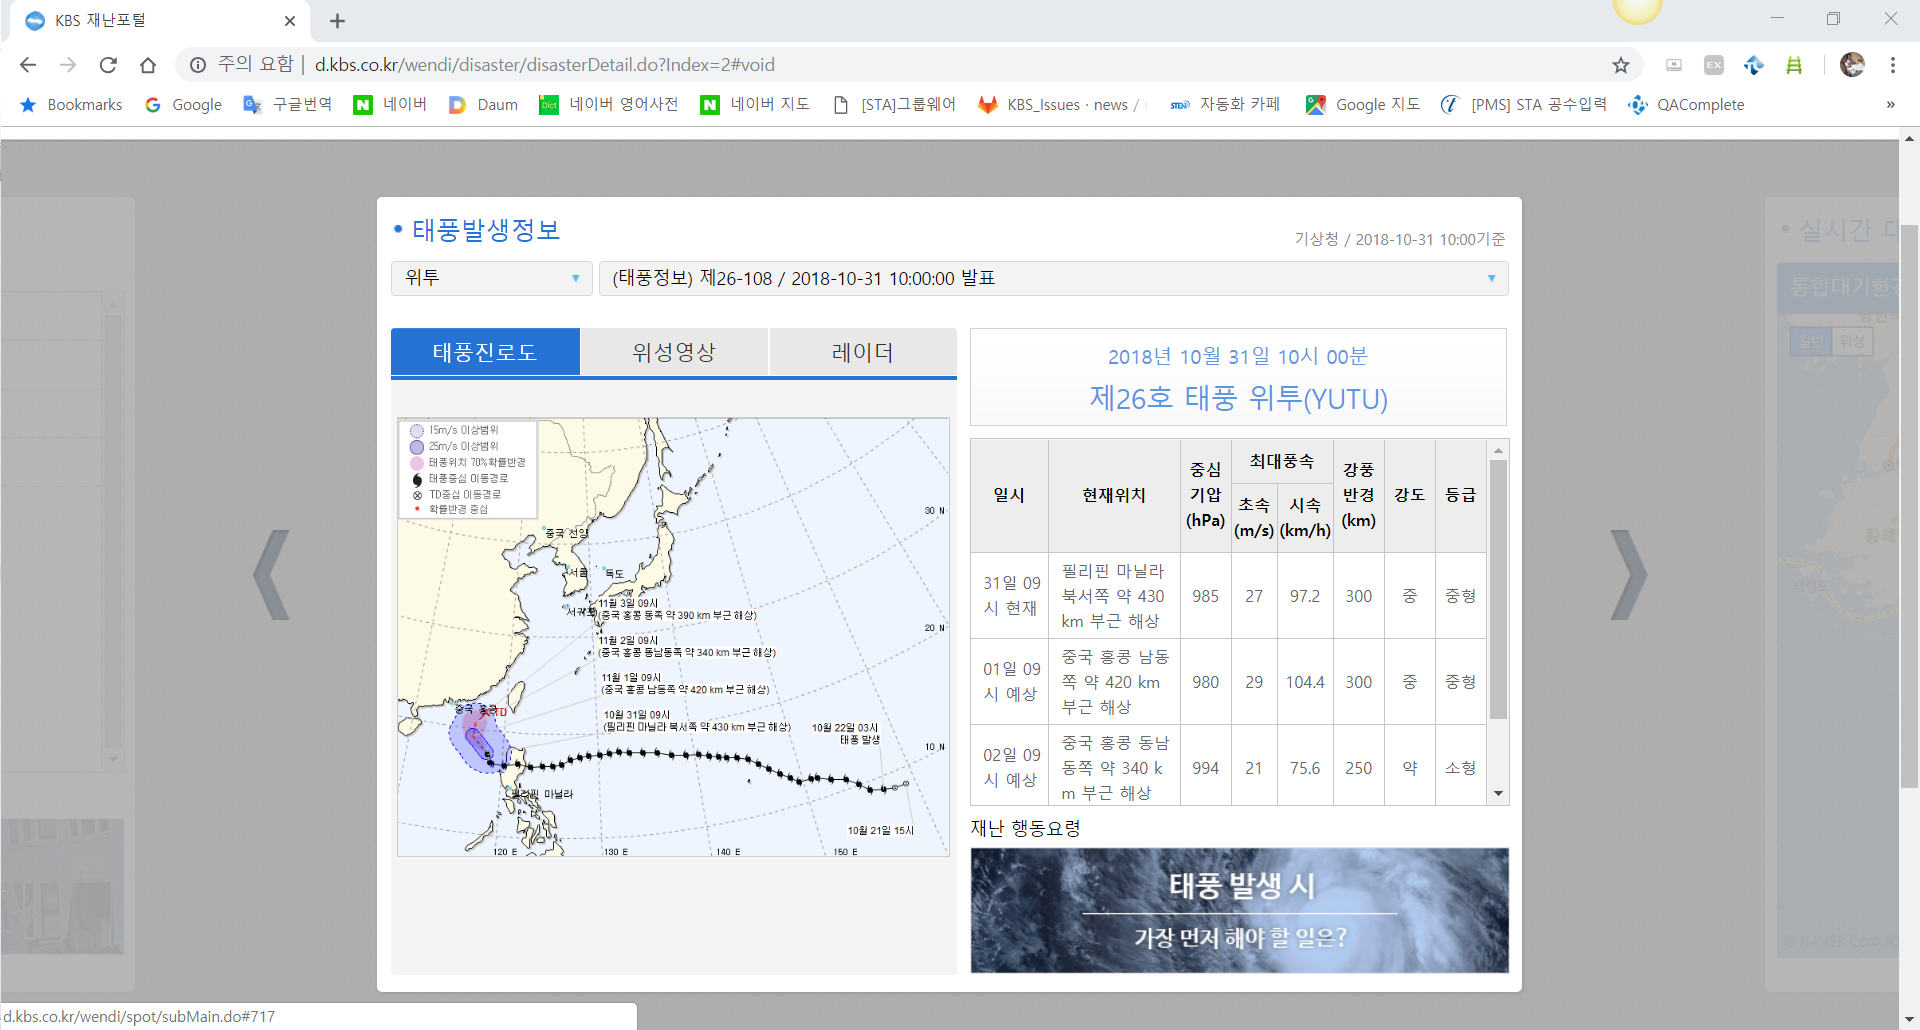 KBS 재난포털
주의 요함 | d.kbs.co.kr/wendi/disaster/disasterDetail.do?Index=2#void
Bookmarks Google 구글번역 네이버 Daum 네이버 영어사전 네이버 지도 [STA]그룹웨어 KBS_Issues · news / 자동화 카페 Google 지도 [PMS] STA 공수입력 QAComplete »
태풍발생정보
기상청 / 2018-10-31 10:00기준
위투
(태풍정보) 제26-108 / 2018-10-31 10:00:00 발표
태풍진로도 위성영상 레이더
15m/s 이상범위
25m/s 이상범위
태풍위치 70%확률반경
태풍중심 이동경로
TD중심 이동경로
확률반경 중심
30 N
중국 선양
서울
독도
서귀포
11월 3일 09시
(중국 홍콩 동쪽 약 390 km 부근 해상)
20 N
11월 2일 09시
(중국 홍콩 동남동쪽 약 340 km 부근 해상)
11월 1일 09시
(중국 홍콩 남동쪽 약 420 km 부근 해상)
중국 홍콩
TD
10월 31일 09시
(필리핀 마닐라 북서쪽 약 430 km 부근 해상)
10월 22일 03시
태풍 발생
10 N
필리핀 마닐라
10월 21일 15시
120 E 130 E 140 E 150 E
2018년 10월 31일 10시 00분
제26호 태풍 위투(YUTU)
일시 현재위치 중심 기압 (hPa) 최대풍속 강풍 반경 (km) 강도 등급
초속 (m/s) 시속 (km/h)
31일 09
시 현재
필리핀 마닐라
북서쪽 약 430
km 부근 해상
985 27 97.2 300 중 중형
01일 09
시 예상
중국 홍콩 남동
쪽 약 420 km
부근 해상
980 29 104.4 300 중 중형
02일 09
시 예상
중국 홍콩 동남
동쪽 약 340 k
m 부근 해상
994 21 75.6 250 약 소형
재난 행동요령
태풍 발생 시
가장 먼저 해야 할 일은?
실시간 대
통합대기환경
일반 위성
황해
© NAVER Corp.
d.kbs.co.kr/wendi/spot/subMain.do#717